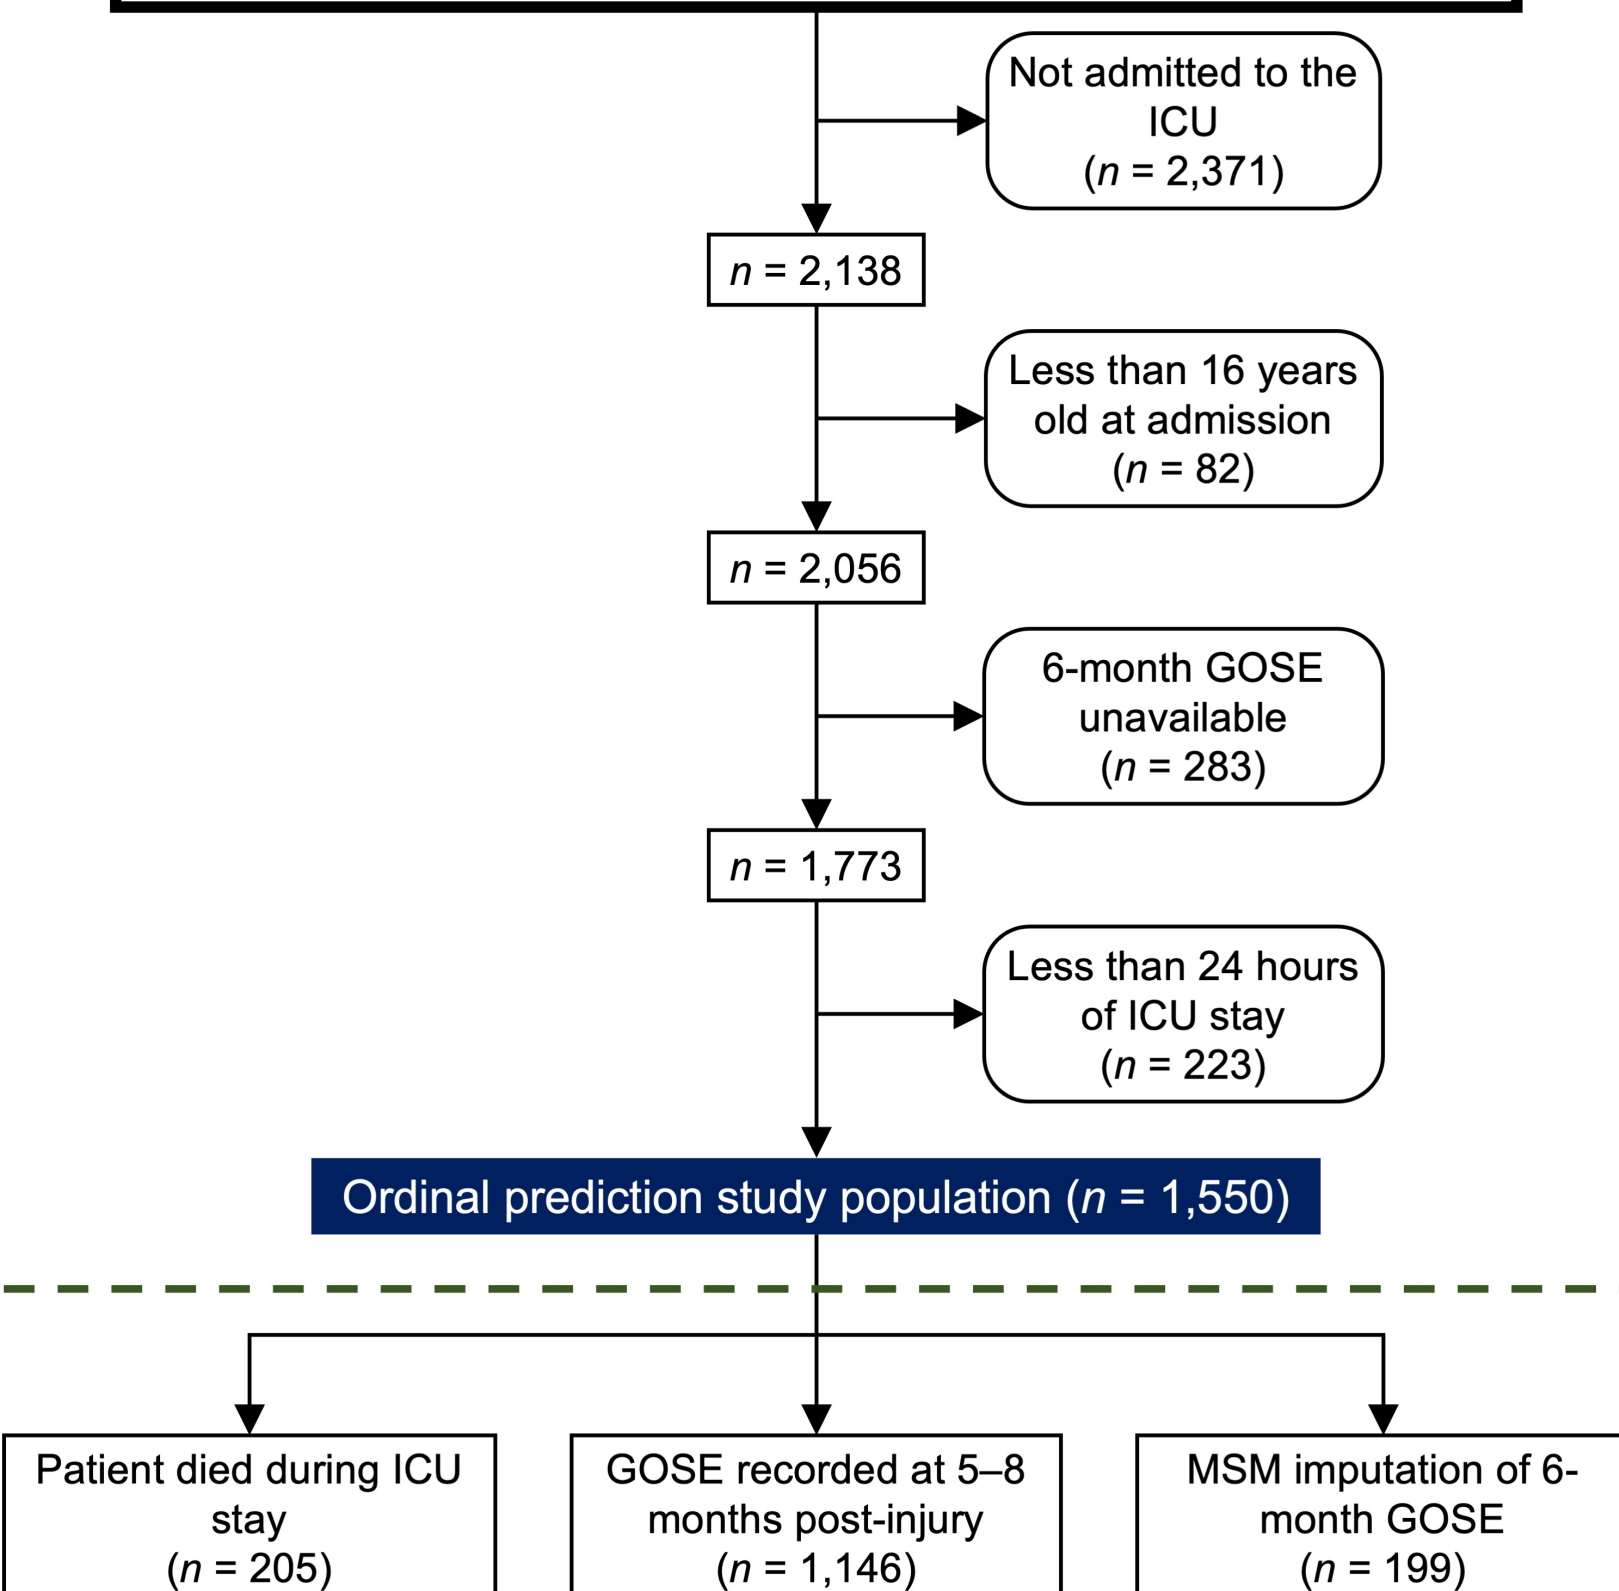 Not admitted to the
ICU
(n = 2,371)
n = 2,138
Less than 16 years
old at admission
(n = 82)
n = 2,056
6-month GOSE
unavailable
(n = 283)
n = 1,773
Less than 24 hours
of ICU stay
(n = 223)
Ordinal prediction study population (n = 1,550)
Patient died during ICU
stay
(n = 205)
GOSE recorded at 5–8
months post-injury
(n = 1,146)
MSM imputation of 6-
month GOSE
(n = 199)